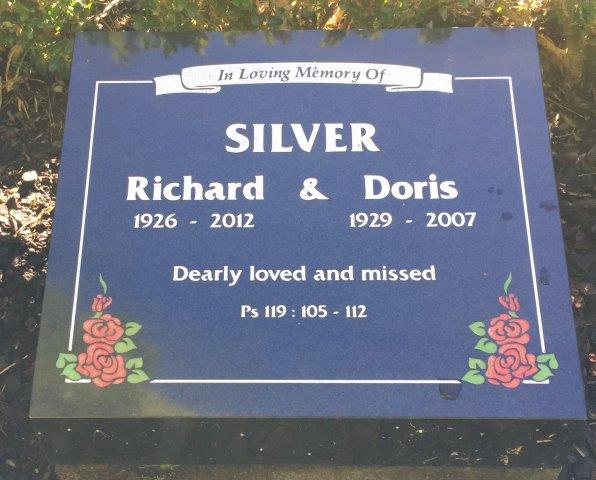 In Loving Memory Of
SILVER
Richard & Doris
1926 - 2012 1929 - 2007
Dearly loved and missed
Ps 119 : 105 - 112